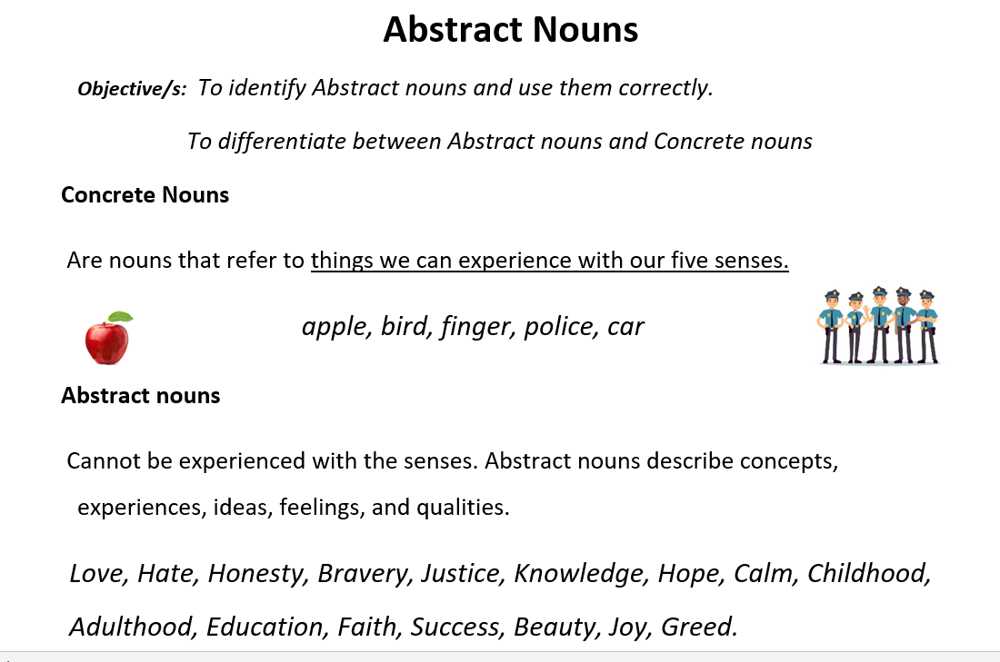 Abstract Nouns
Objective/s: To identify Abstract nouns and use them correctly.
To differentiate between Abstract nouns and Concrete nouns
Concrete Nouns
Are nouns that refer to things we can experience with our five senses.
apple, bird, finger, police, car
Abstract nouns
Cannot be experienced with the senses. Abstract nouns describe concepts,
experiences, ideas, feelings, and qualities.
Love, Hate, Honesty, Bravery, Justice, Knowledge, Hope, Calm, Childhood,
Adulthood, Education, Faith, Success, Beauty, Joy, Greed.